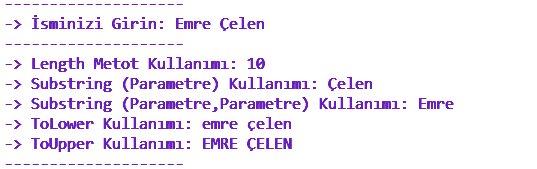 --------------------
-> İsminizi Girin: Emre Çelen
--------------------
-> Length Metot Kullanımı: 10
-> Substring (Parametre) Kullanımı: Çelen
-> Substring (Parametre,Parametre) Kullanımı: Emre
-> ToLower Kullanımı: emre çelen
-> ToUpper Kullanımı: EMRE ÇELEN
--------------------